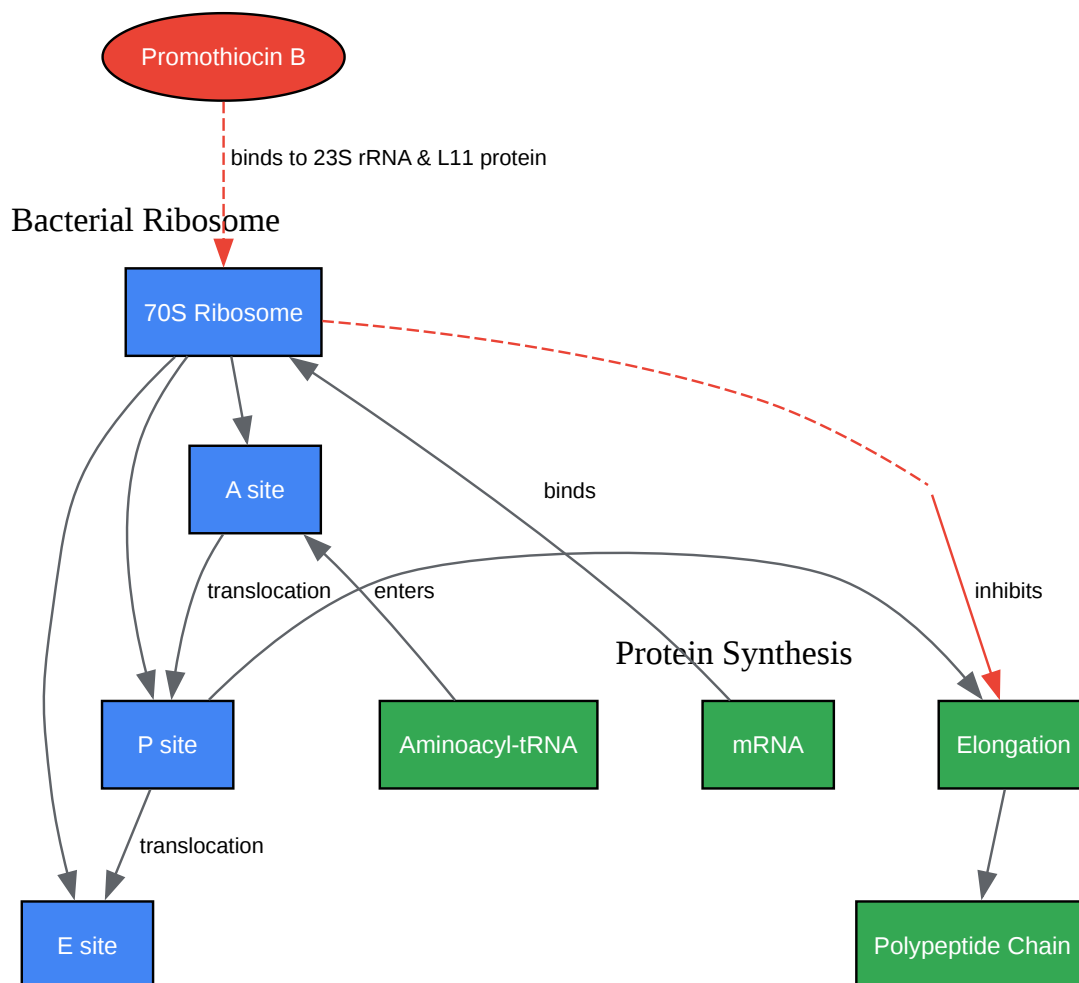 Promothiocin B
binds to 23S rRNA & L11 protein
Bacterial Ribosome
70S Ribosome
A site
binds
translocation
enters
inhibits
Protein Synthesis
P site
Aminoacyl-tRNA
mRNA
Elongation
translocation
E site
Polypeptide Chain